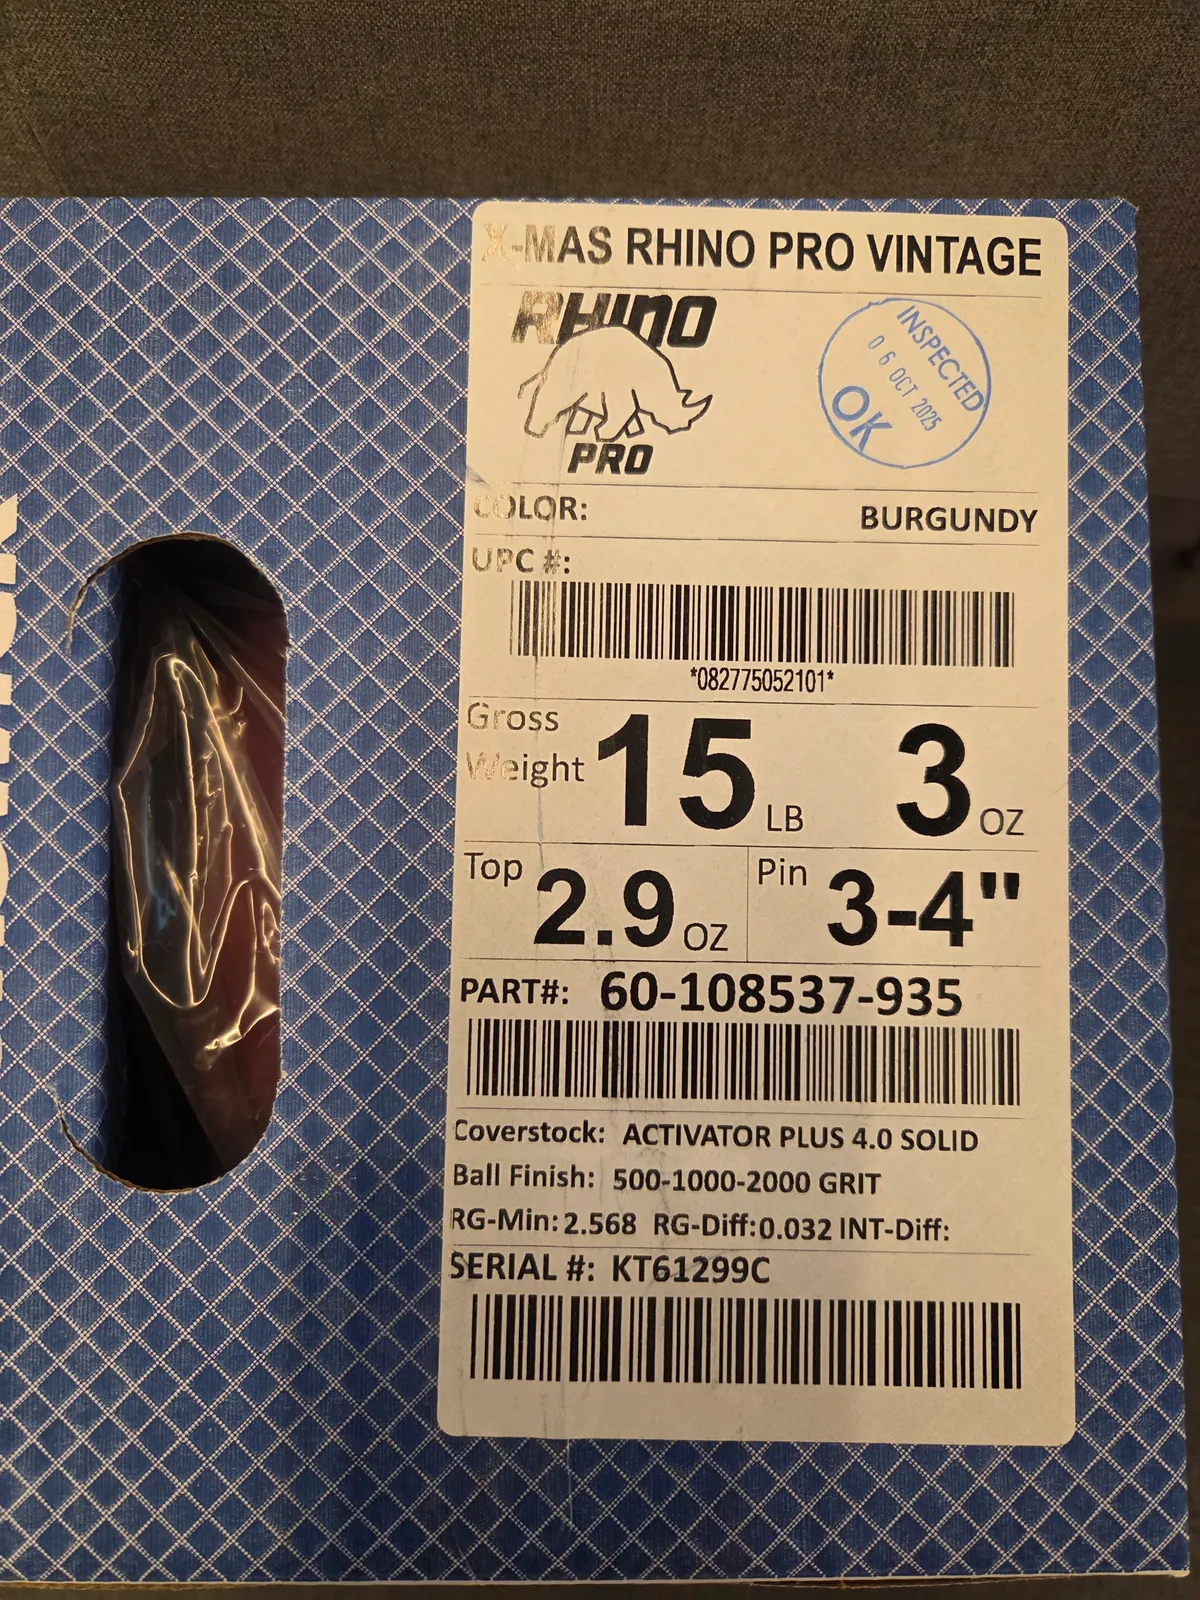 X-MAS RHINO PRO VINTAGE
RHINO
PRO
INSPECTED
06 OCT 2025
OK
COLOR: BURGUNDY
UPC #:
*082775052101*
Gross Weight 15 LB 3 OZ
Top 2.9 OZ Pin 3-4"
PART#: 60-108537-935
Coverstock: ACTIVATOR PLUS 4.0 SOLID
Ball Finish: 500-1000-2000 GRIT
RG-Min: 2.568 RG-Diff: 0.032 INT-Diff:
SERIAL #: KT61299C